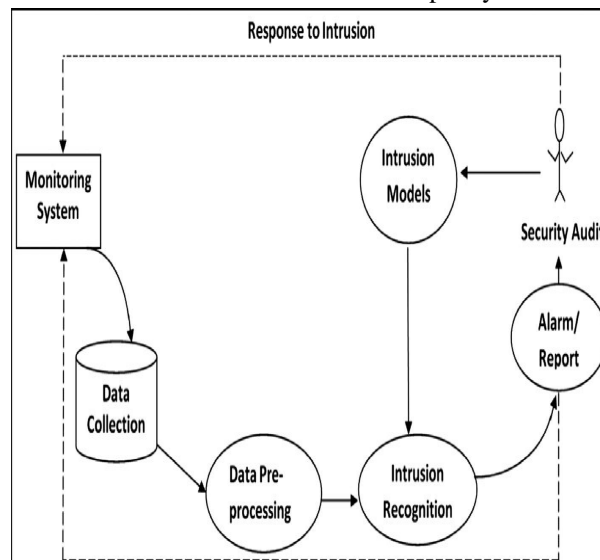 Response to Intrusion
Monitoring
System
Intrusion
Models
Security Audit
Alarm/
Report
Data
Collection
Data Pre-
processing
Intrusion
Recognition